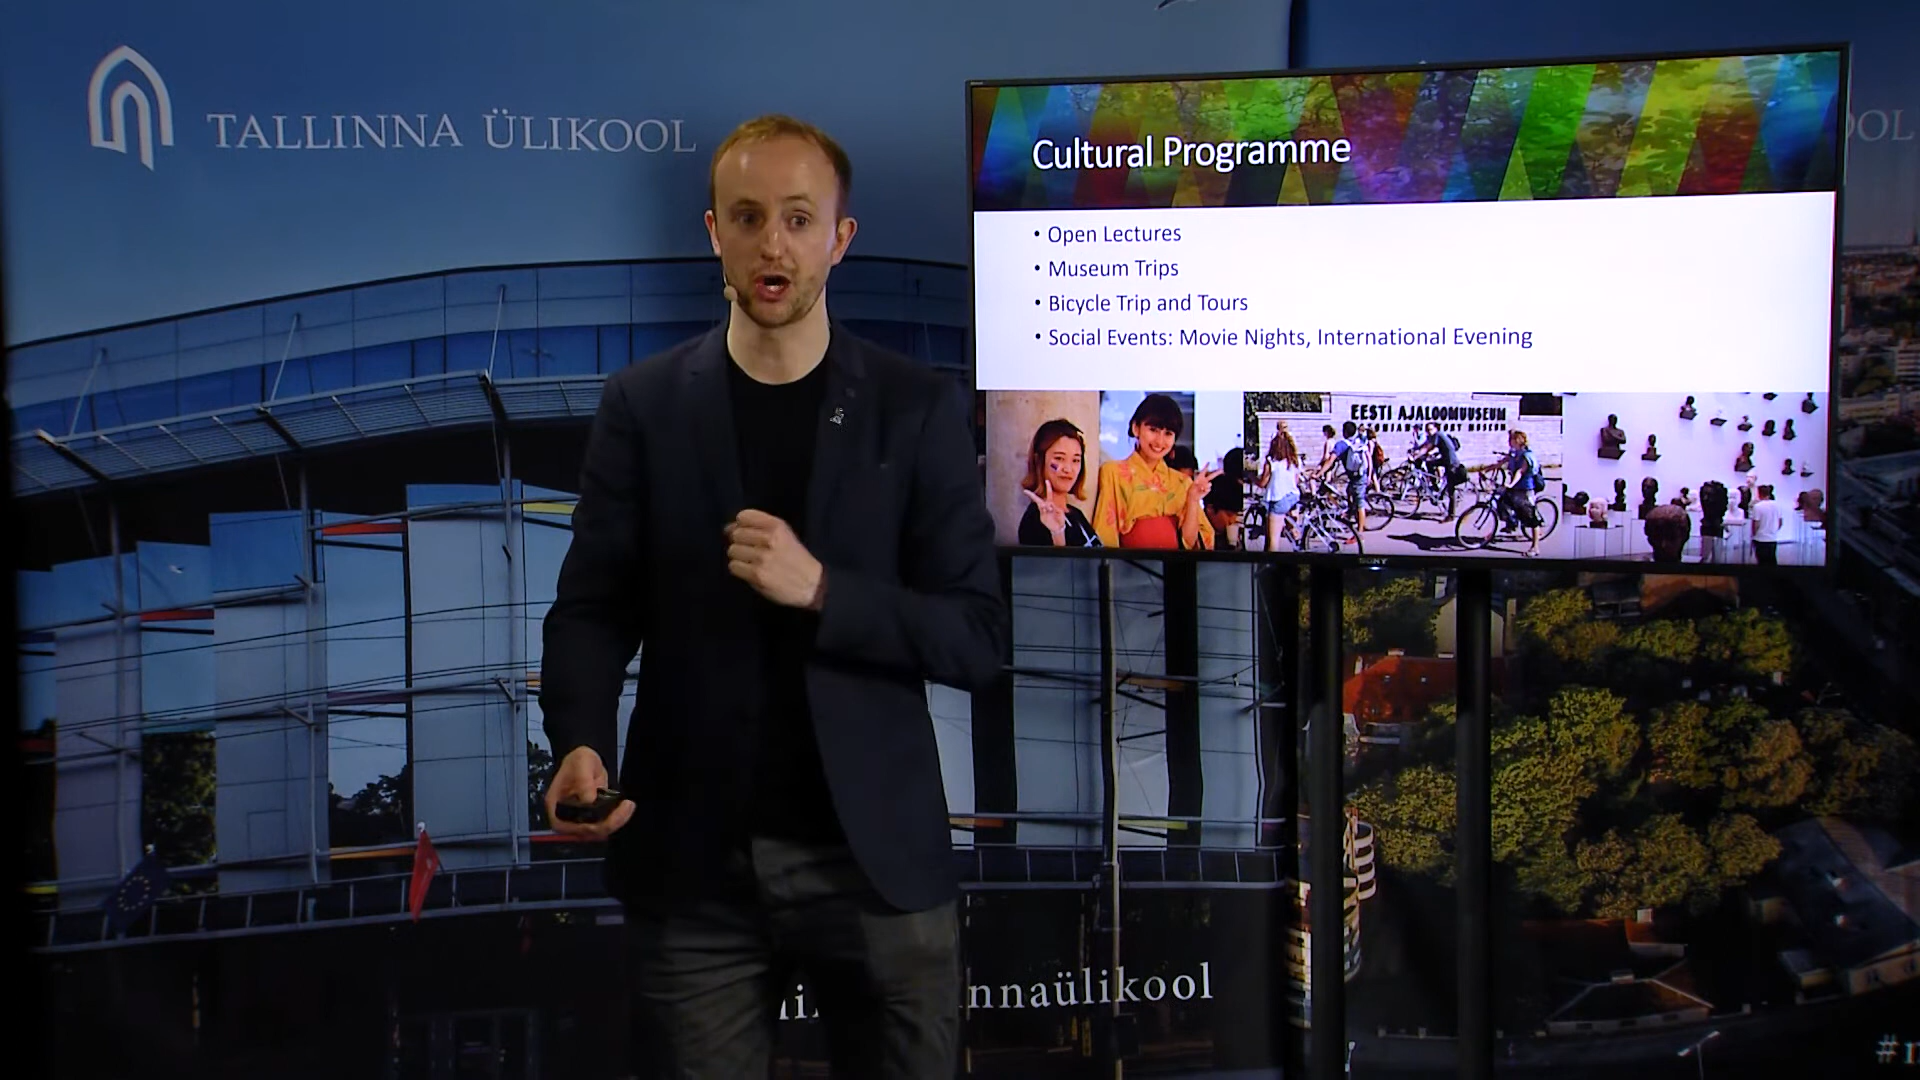 TALLINNA ÜLIKOOL
Cultural Programme
• Open Lectures
• Museum Trips
• Bicycle Trip and Tours
• Social Events: Movie Nights, International Evening
EESTI AJALOOMUUSEUM
SONY
nnaülikool